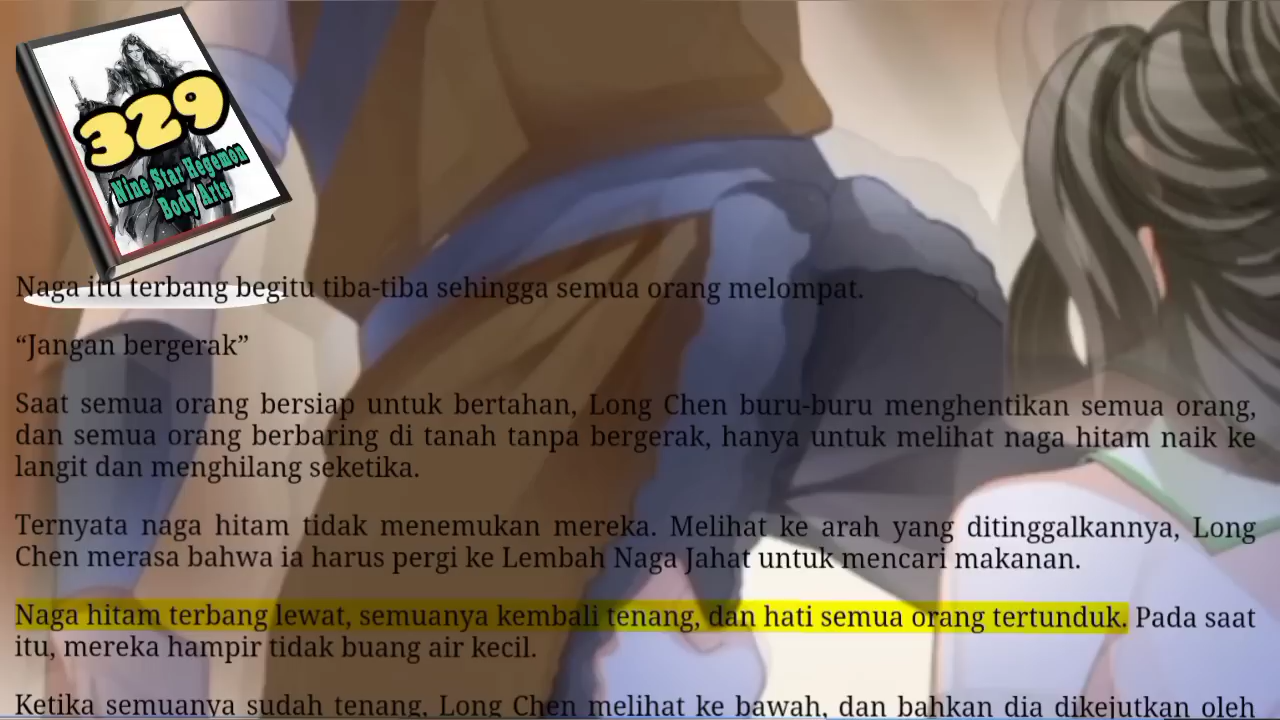 329
Nine Star Hegemon
Body Arts
Naga itu terbang begitu tiba-tiba sehingga semua orang melompat.
“Jangan bergerak”
Saat semua orang bersiap untuk bertahan, Long Chen buru-buru menghentikan semua orang,
dan semua orang berbaring di tanah tanpa bergerak, hanya untuk melihat naga hitam naik ke
langit dan menghilang seketika.
Ternyata naga hitam tidak menemukan mereka. Melihat ke arah yang ditinggalkannya, Long
Chen merasa bahwa ia harus pergi ke Lembah Naga Jahat untuk mencari makanan.
Naga hitam terbang lewat, semuanya kembali tenang, dan hati semua orang tertunduk. Pada saat
itu, mereka hampir tidak buang air kecil.
Ketika semuanya sudah tenang, Long Chen melihat ke bawah, dan bahkan dia dikejutkan oleh